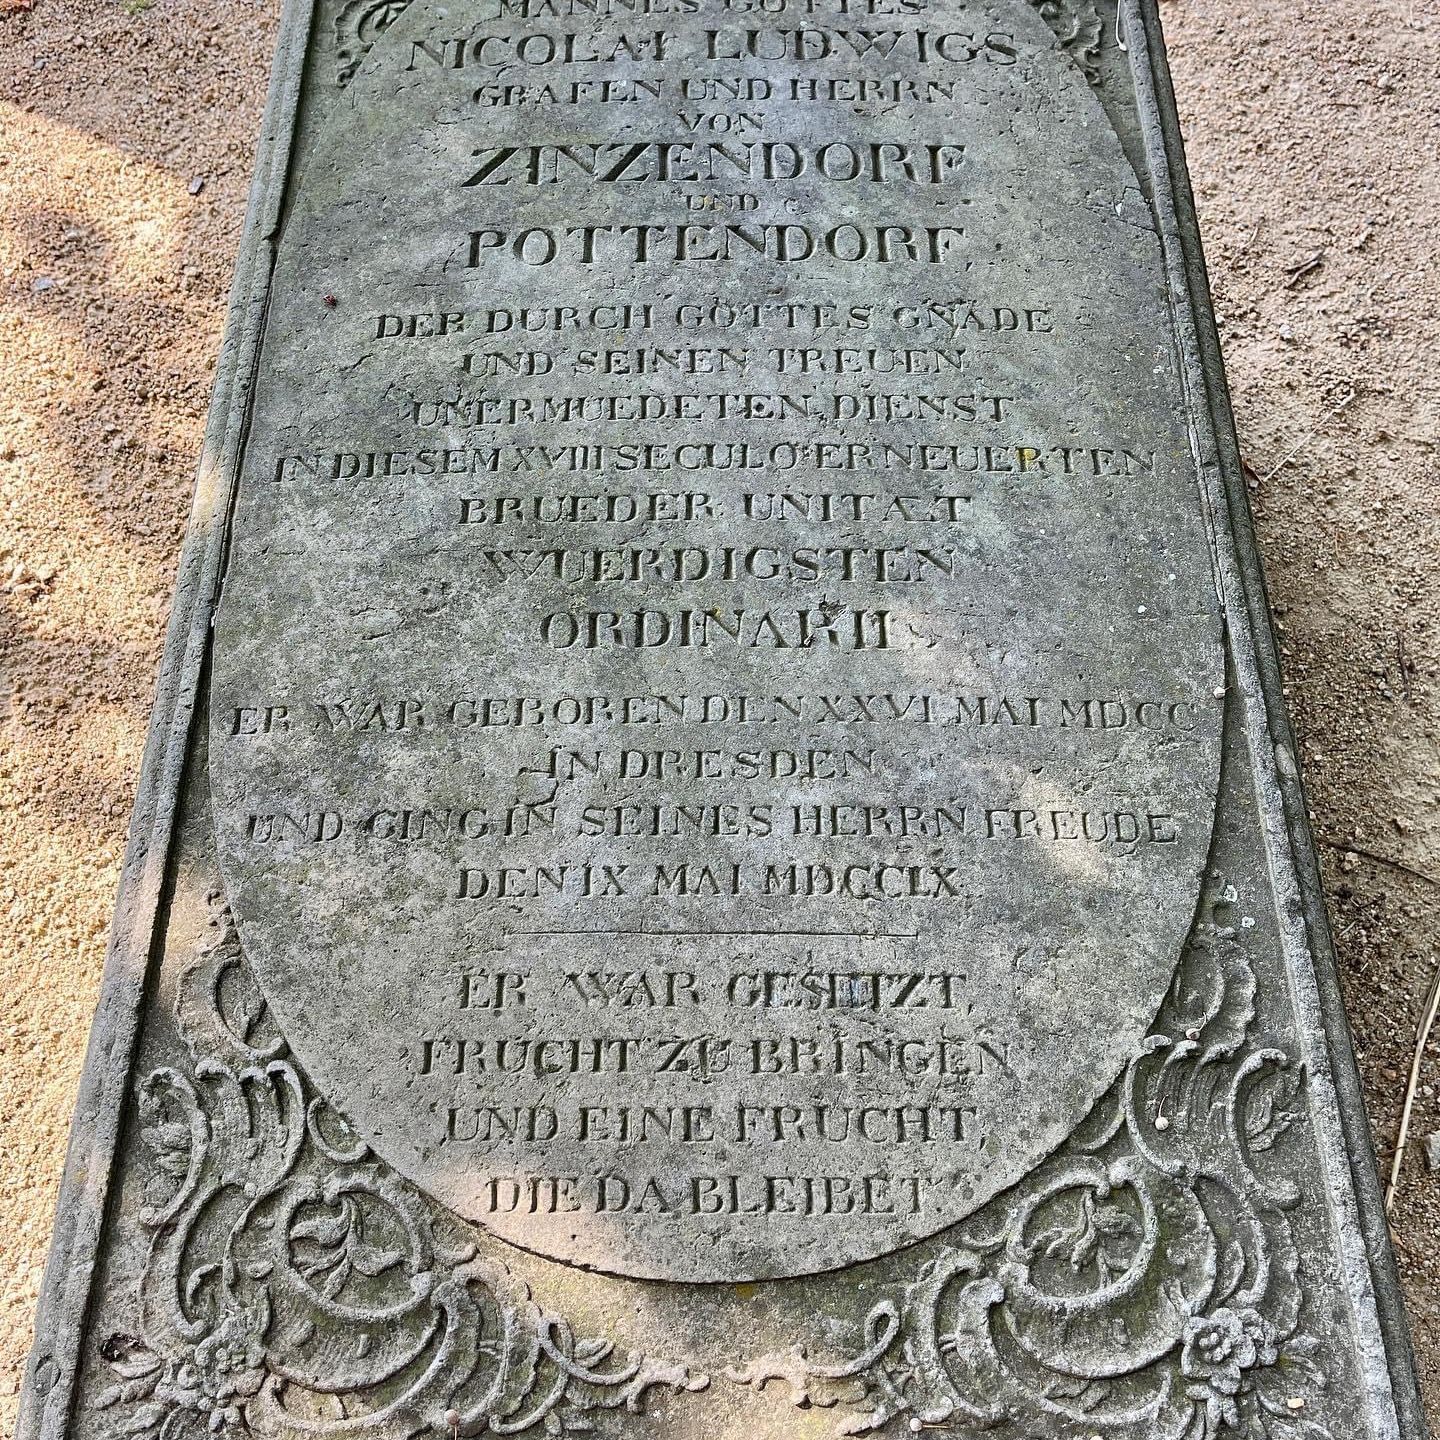 MANNES GOTTES
NICOLAI LUDWIGS
GRAFEN UND HERRN
VON
ZINZENDORF
UND
POTTENDORF,
DER DURCH GOTTES GNADE
UND SEINEN TREUEN
UNERMUEDETEN DIENST
IN DIESEM XVIII SECULO ERNEUERTEN
BRUEDER UNITÆT
WUERDIGSTEN
ORDINARII.
ER WAR GEBOREN DEN XXVI MAI MDCC
IN DRESDEN
UND GING IN SEINES HERRN FREUDE
DEN IX MAI MDCCLX
ER WAR GESETZT,
FRUCHT ZU BRINGEN
UND EINE FRUCHT,
DIE DA BLEIBET.